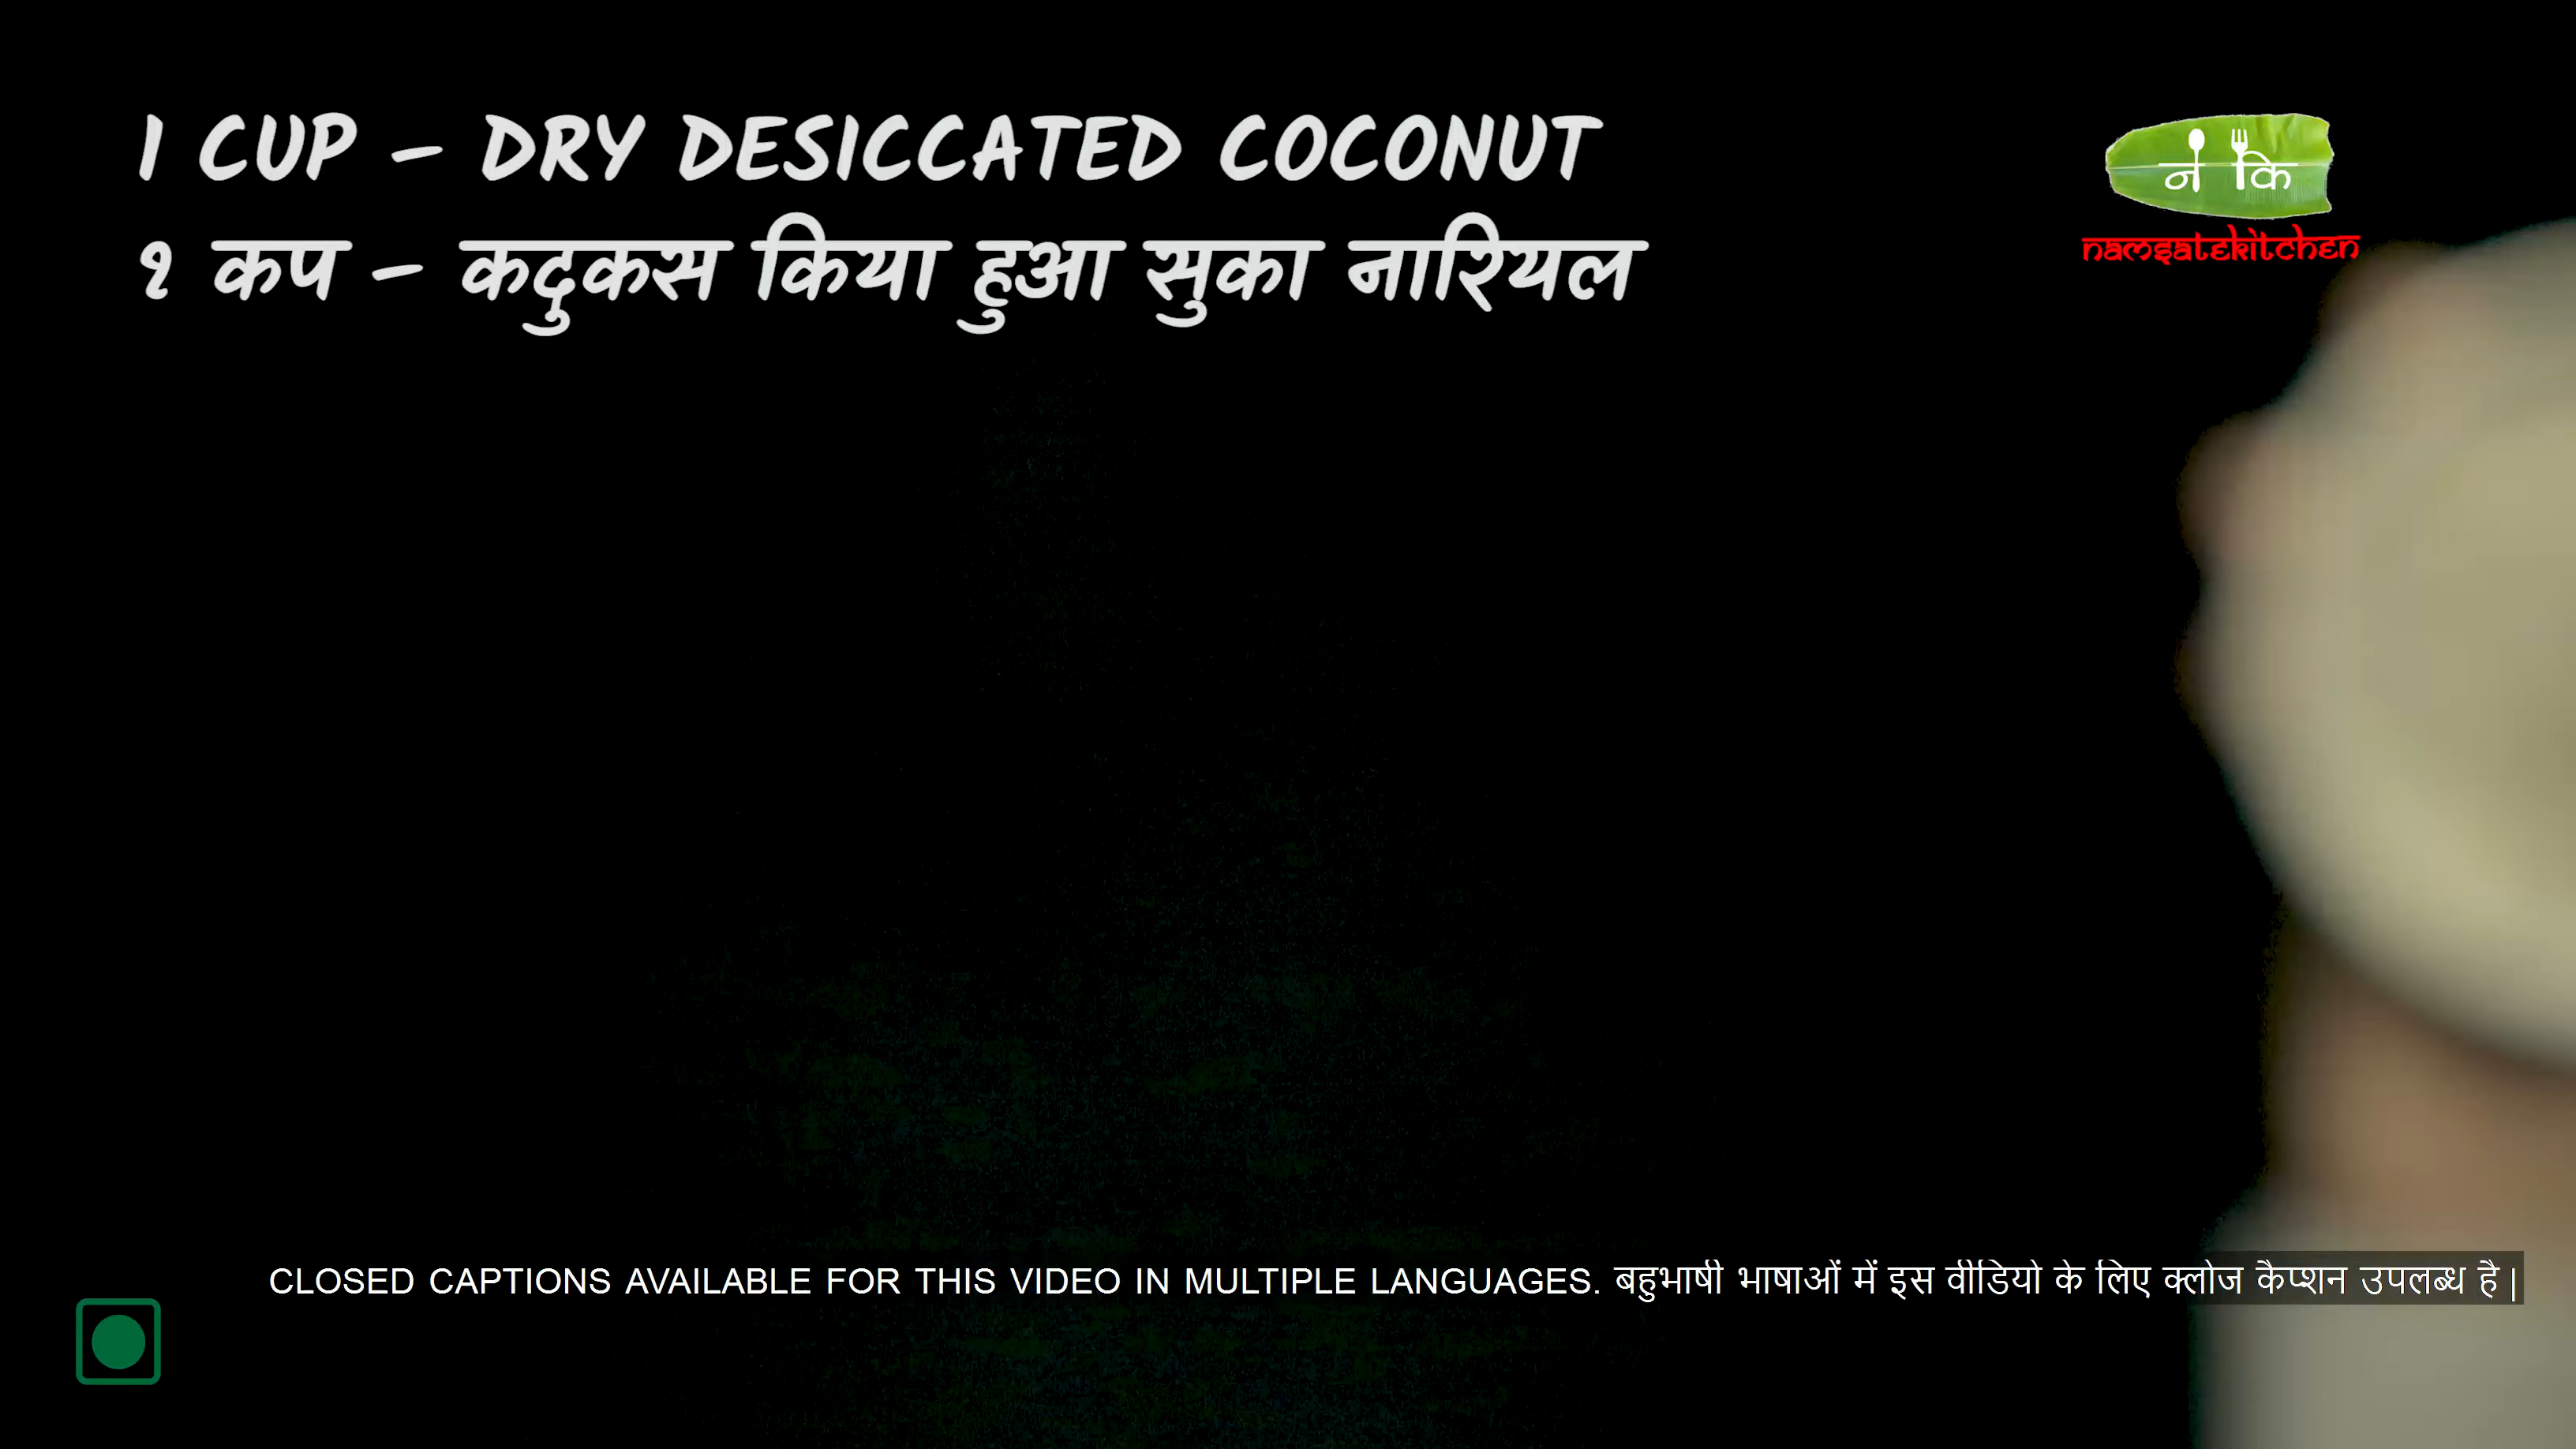 1 CUP – DRY DESICCATED COCONUT
१ कप – कदुकस किया हुआ सुका नारियल
न कि
namsatekitchen
CLOSED CAPTIONS AVAILABLE FOR THIS VIDEO IN MULTIPLE LANGUAGES. बहुभाषी भाषाओं में इस वीडियो के लिए क्लोज कैप्शन उपलब्ध है |